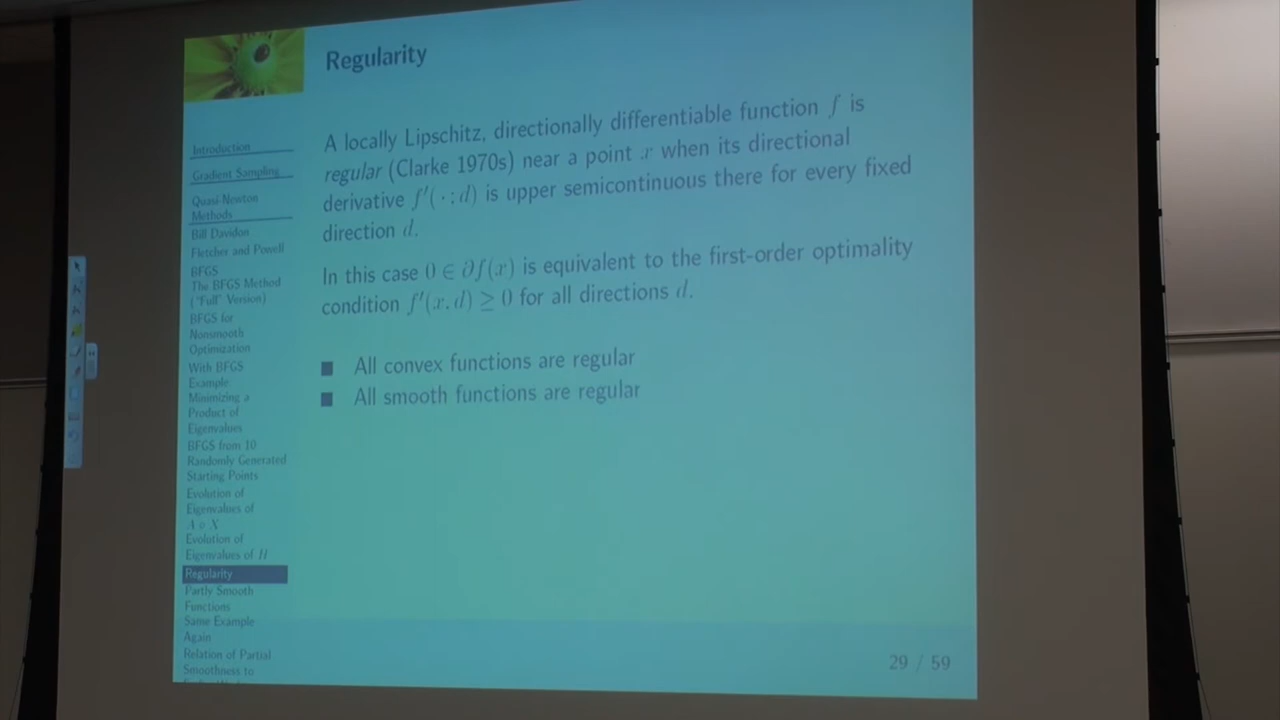 Regularity
A locally Lipschitz, directionally differentiable function f is
regular (Clarke 1970s) near a point x when its directional
derivative f′( · ; d) is upper semicontinuous there for every fixed
direction d.
In this case 0 ∈ ∂f(x) is equivalent to the first-order optimality
condition f′(x, d) ≥ 0 for all directions d.
■ All convex functions are regular
■ All smooth functions are regular
Introduction
Gradient Sampling
Quasi-Newton
Methods
Bill Davidon
Fletcher and Powell
BFGS
The BFGS Method
("Full" Version)
BFGS for
Nonsmooth
Optimization
With BFGS
Example
Minimizing a
Product of
Eigenvalues
BFGS from 10
Randomly Generated
Starting Points
Evolution of
Eigenvalues of
A ∘ X
Evolution of
Eigenvalues of H
Regularity
Partly Smooth
Functions
Same Example
Again
Relation of Partial
Smoothness to
29 / 59